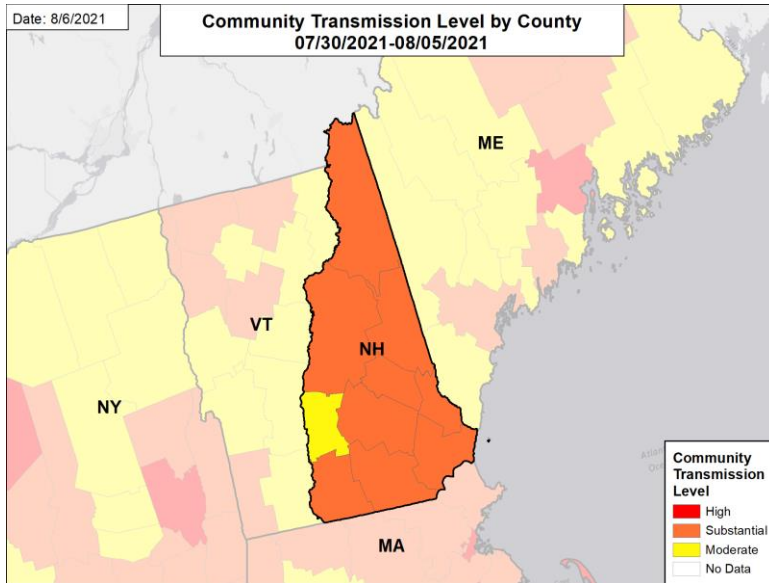 Date: 8/6/2021
Community Transmission Level by County
07/30/2021-08/05/2021
ME
VT
NH
NY
MA
Community
Transmission
Level
High
Substantial
Moderate
No Data